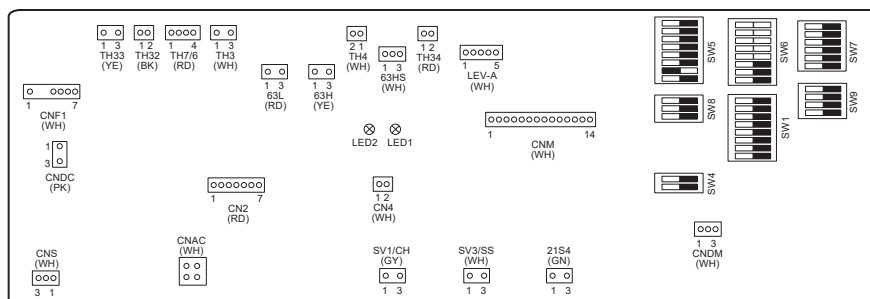 1 3
TH33
(YE)
1 2
TH32
(BK)
1 4
TH7/6
(RD)
1 3
TH3
(WH)
2 1
TH4
(WH)
1 3
63HS
(WH)
1 2
TH34
(RD)
1 5
LEV-A
(WH)
1 3
63L
(RD)
1 3
63H
(YE)
SW5
SW6
SW7
SW8
SW1
SW9
SW4
1 7
CNF1
(WH)
1
3
CNDC
(PK)
LED2
LED1
1 14
CNM
(WH)
1 7
CN2
(RD)
1 2
CN4
(WH)
CNS
(WH)
3 1
CNAC
(WH)
SV1/CH
(GY)
1 3
SV3/SS
(WH)
1 3
21S4
(GN)
1 3
1 3
CNDM
(WH)